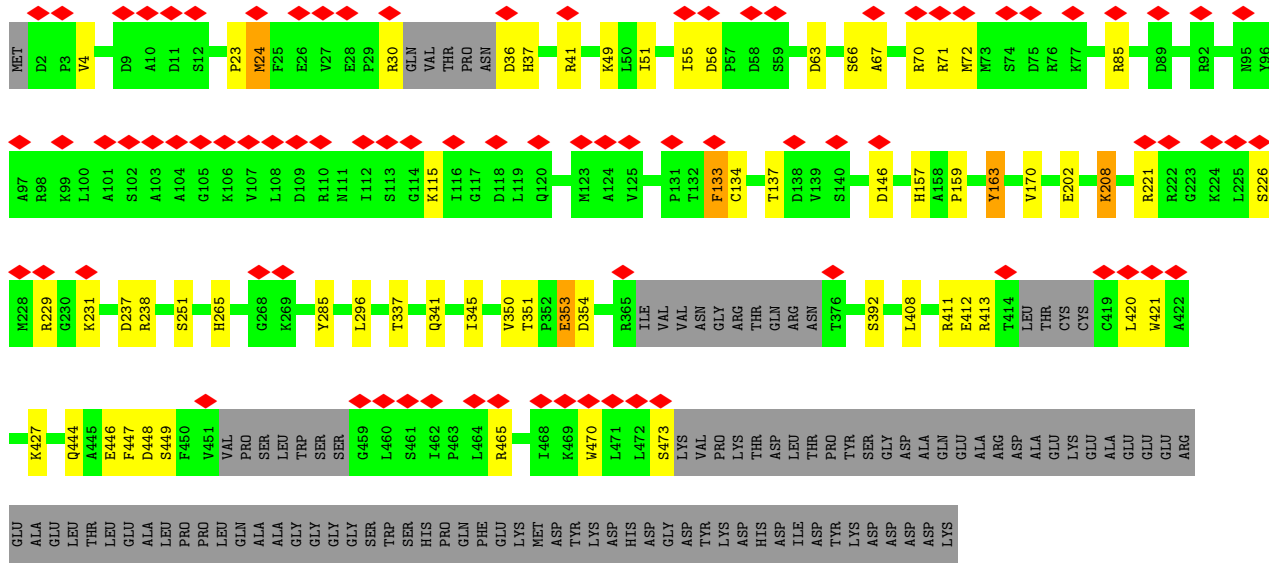 MET D2 P3 V4 D9 A10 D11 S12 P23 M24 F25 E26 V27 E28 P29 R30 GLN VAL THR PRO ASN D36 H37 R41 K49 L50 I51 I55 D56 P57 D58 S59 D63 S66 A67 R70 R71 M72 M73 S74 D75 R76 K77 R85 D89 R92 N95 Y96
A97 R98 K99 L100 A101 S102 A103 A104 G105 K106 V107 L108 D109 R110 N111 I112 S113 G114 K115 I116 G117 D118 L119 Q120 M123 A124 V125 P131 T132 F133 C134 T137 D138 V139 S140 D146 H157 A158 P159 Y163 V170 E202 K208 R221 R222 G223 K224 L225 S226
M228 R229 G230 K231 D237 R238 S251 H265 G268 K269 Y285 L296 T337 Q341 I345 V350 T351 P352 E353 D354 R365 ILE VAL VAL ASN GLY ARG THR GLN ARG ASN T376 S392 L408 R411 E412 R413 T414 LEU THR CYS CYS C419 L420 W421 A422
K427 Q444 A445 E446 F447 D448 S449 F450 V451 VAL PRO SER LEU TRP SER SER G459 L460 S461 I462 P463 L464 R465 I468 K469 W470 L471 L472 S473 LYS VAL PRO LYS THR ASP LEU THR PRO TYR SER GLY ASP ALA GLN GLU ALA ARG ASP ALA GLU LYS GLU ALA GLU GLU GLU ARG
GLU ALA GLU LEU THR LEU GLU ALA LEU PRO PRO LEU GLN ALA ALA GLY GLY GLY GLY SER TRP SER HIS PRO GLN PHE GLU LYS MET ASP TYR LYS ASP HIS ASP GLY ASP TYR LYS ASP HIS ASP ILE ASP TYR LYS ASP ASP ASP ASP LYS